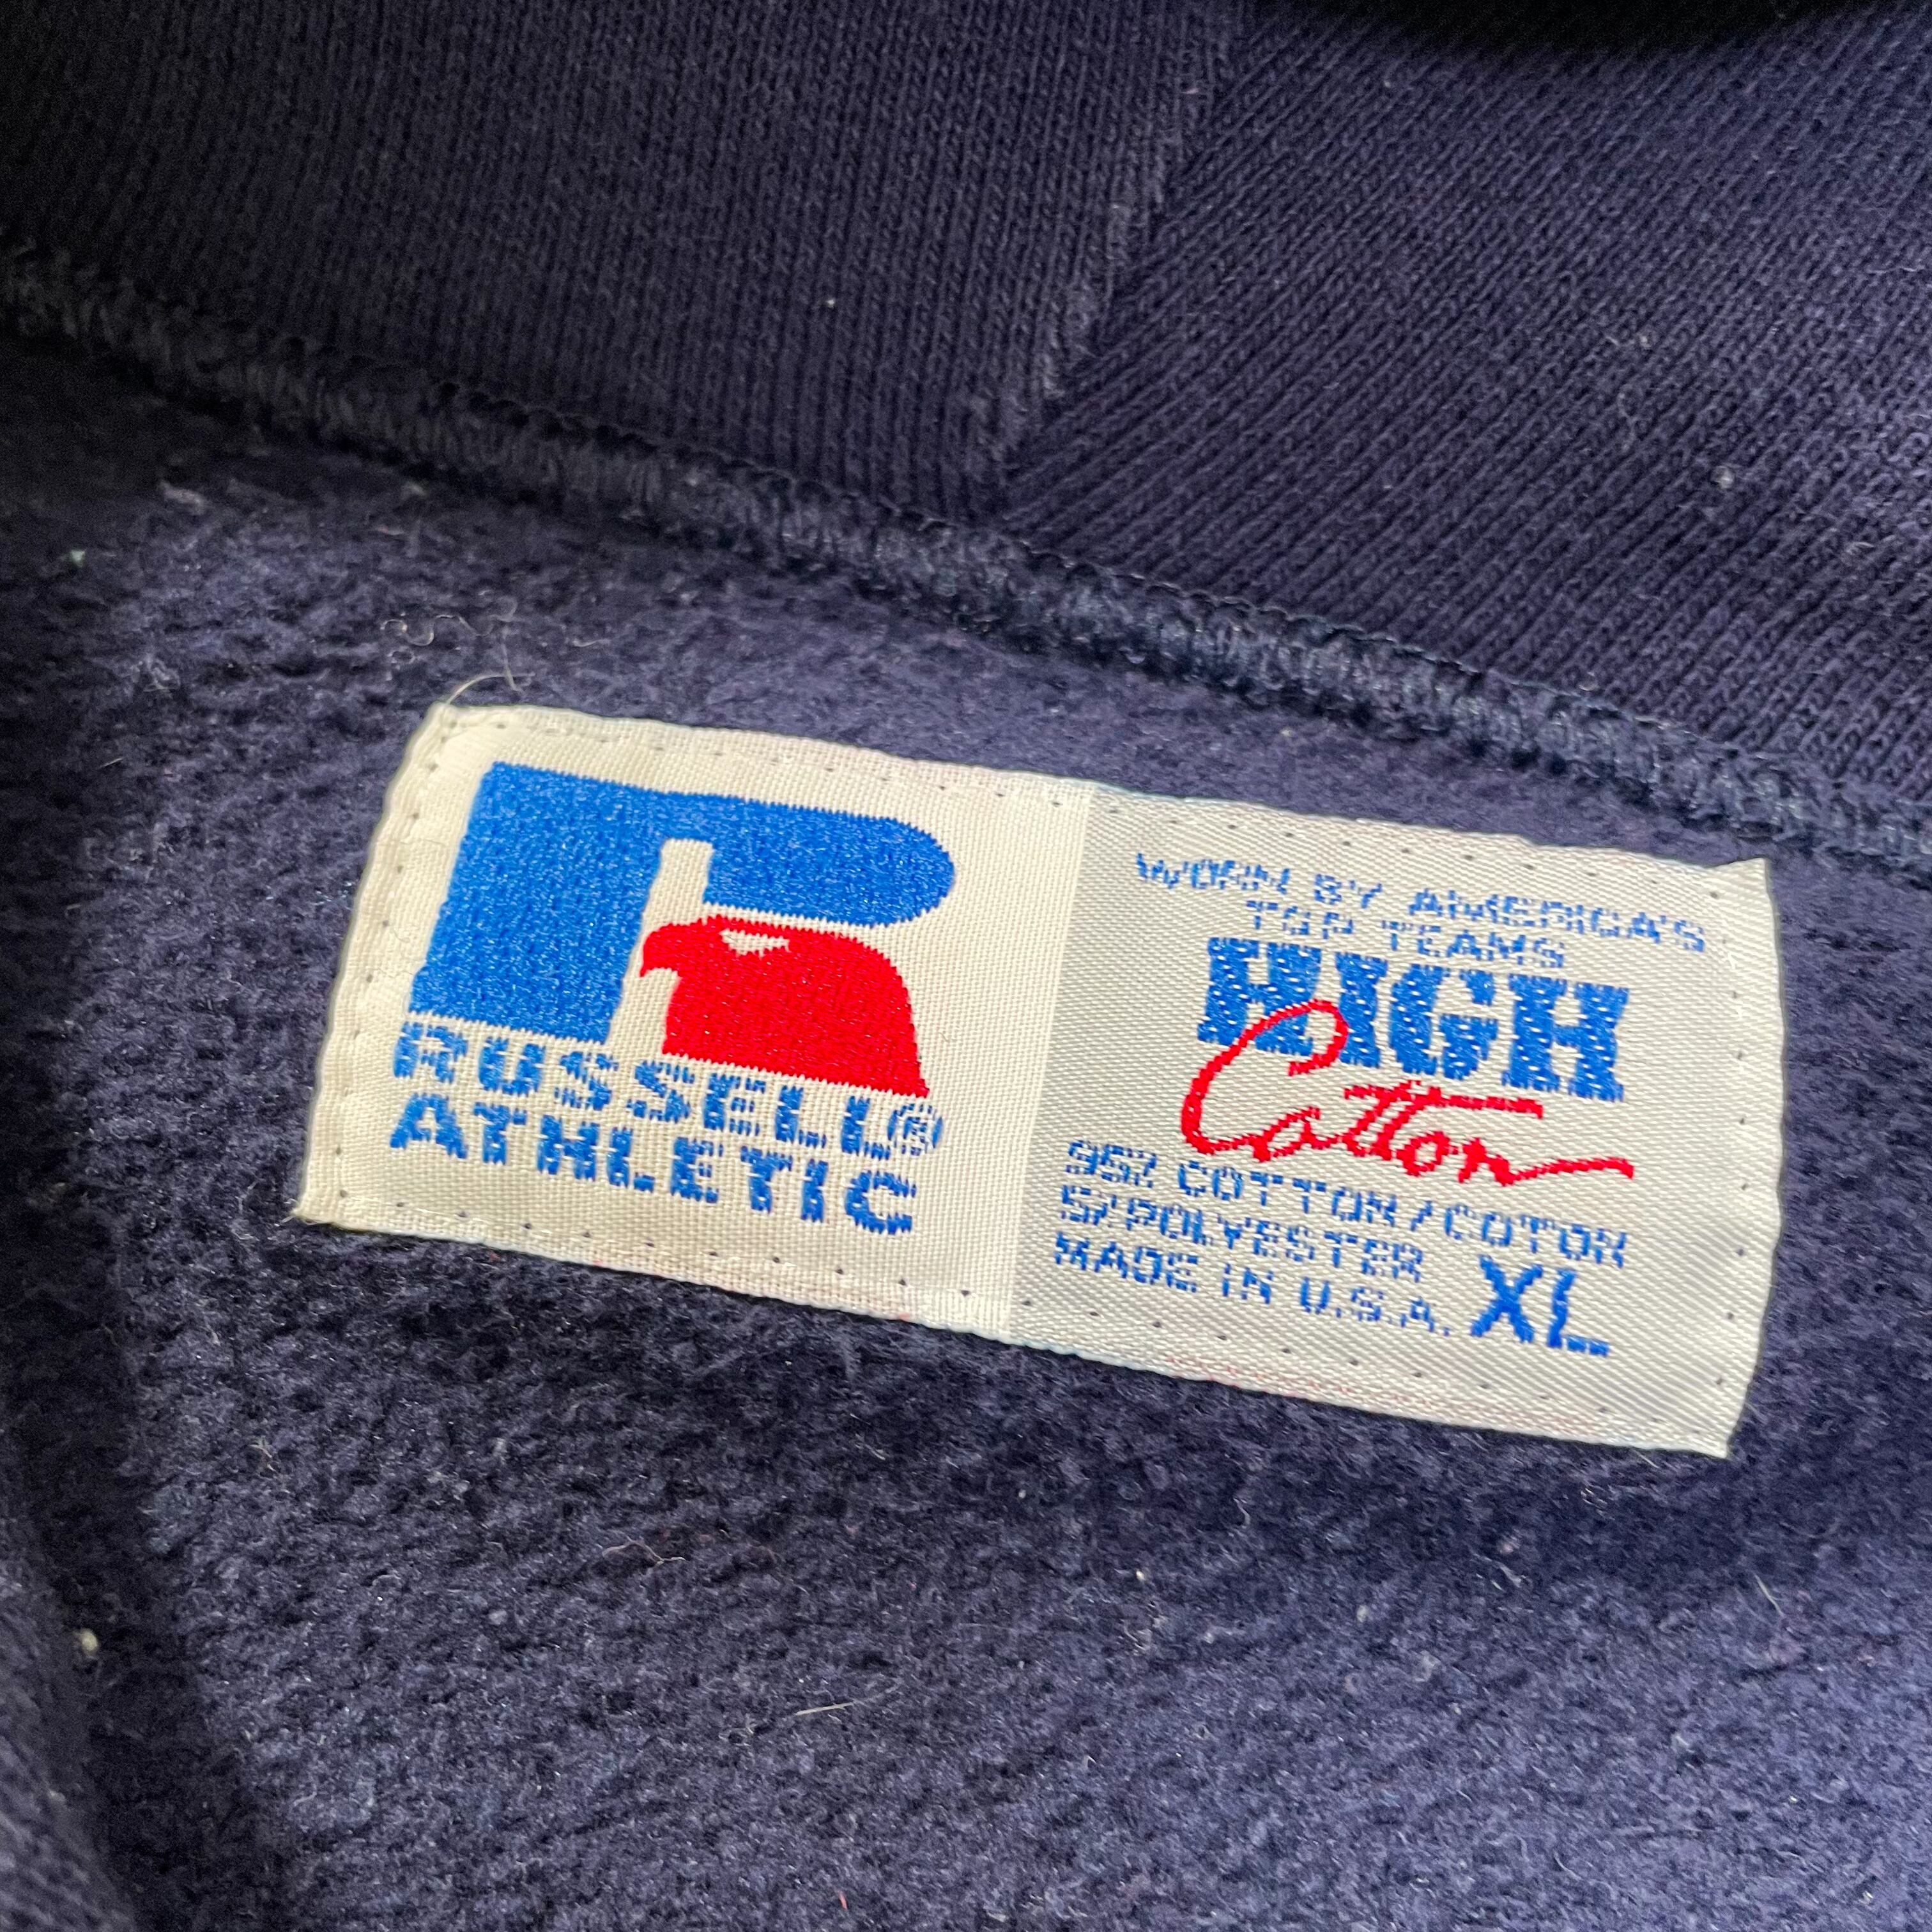 RUSSELL®
ATHLETIC
WORN BY AMERICA'S
TOP TEAMS
HIGH
Cotton
95% COTTON/COTON
5%POLYESTER
MADE IN U.S.A. XL